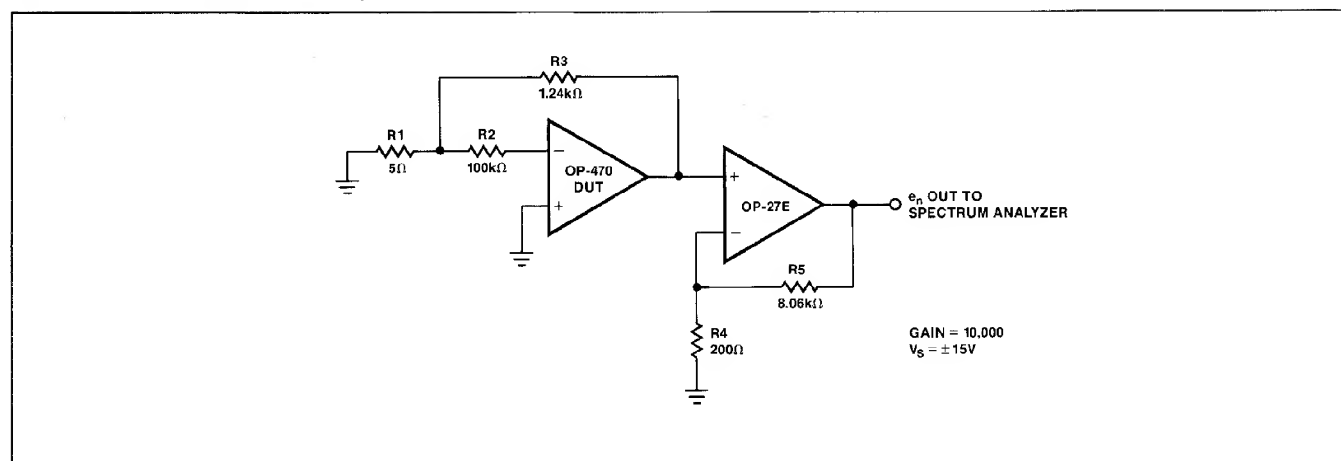 R3
1.24kΩ
R1
5Ω
R2
100kΩ
−
+
OP-470
DUT
+
−
OP-27E
en OUT TO
SPECTRUM ANALYZER
R5
8.06kΩ
R4
200Ω
GAIN = 10,000
VS = ±15V